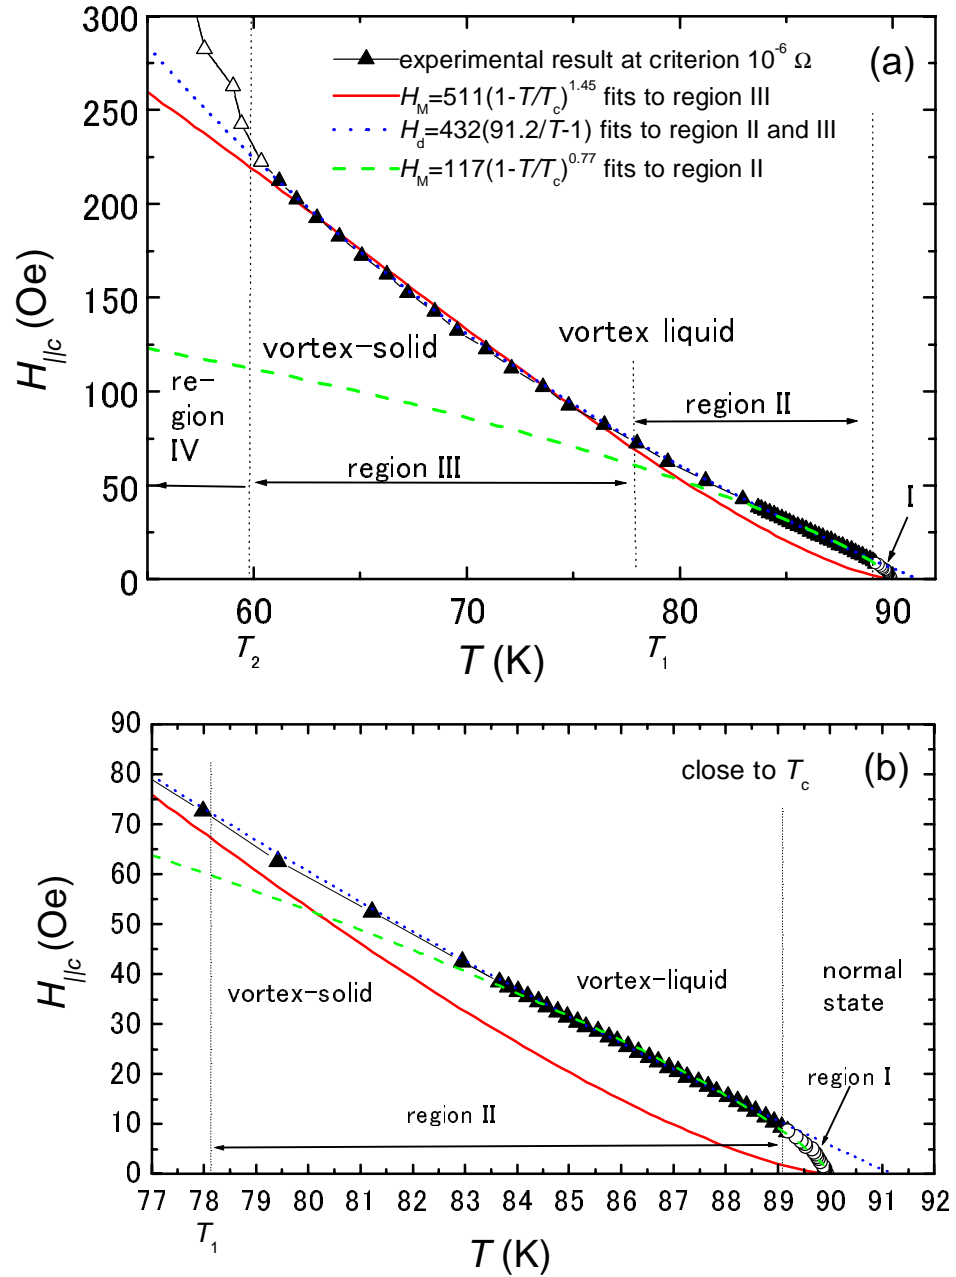 300
250
200
150
100
50
0
H||c (Oe)
(a)
experimental result at criterion 10-6 Ω
HM=511(1-T/Tc)1.45 fits to region III
Hd=432(91.2/T-1) fits to region II and III
HM=117(1-T/Tc)0.77 fits to region II
vortex-solid
vortex liquid
re-
gion
IV
region II
region III
I
60 70 80 90
T2 T1
T (K)
90
80
70
60
50
40
30
20
10
0
H||c (Oe)
close to Tc
(b)
vortex-solid
vortex-liquid
normal
state
region I
region II
77 78 79 80 81 82 83 84 85 86 87 88 89 90 91 92
T1
T (K)